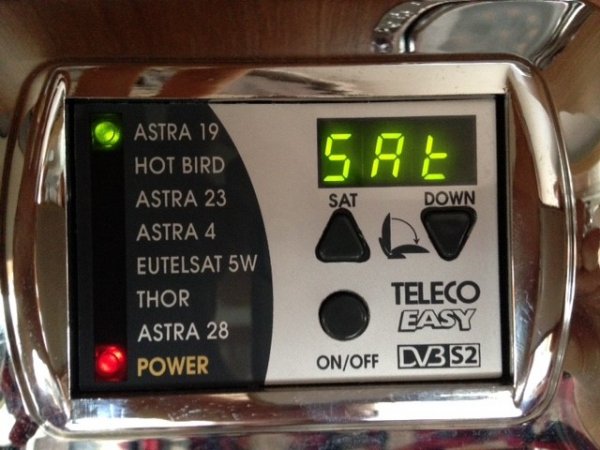 ASTRA 19
HOT BIRD
ASTRA 23
ASTRA 4
EUTELSAT 5W
THOR
ASTRA 28
POWER
SAt
SAT DOWN
TELECO
EASY
ON/OFF DVB S2